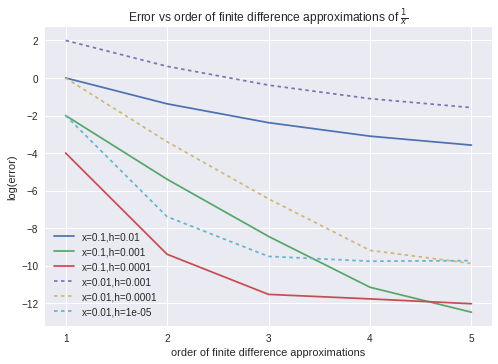 Error vs order of finite difference approximations of 1/x
log(error)
2
0
−2
−4
−6
−8
−10
−12
x=0.1,h=0.01
x=0.1,h=0.001
x=0.1,h=0.0001
x=0.01,h=0.001
x=0.01,h=0.0001
x=0.01,h=1e-05
1 2 3 4 5
order of finite difference approximations